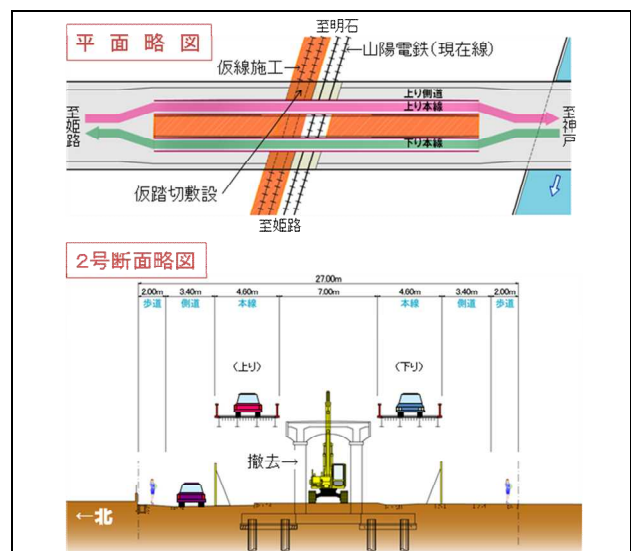 平面略図
至明石
山陽電鉄(現在線)
仮線施工
上り側道
上り本線
至姫路
至神戸
下り本線
仮踏切敷設
至姫路
2号断面略図
27.00m
2.00m 3.40m 4.60m 7.00m 4.60m 3.40m 2.00m
歩道 側道 本線 本線 側道 歩道
(上り) (下り)
撤去→
←北